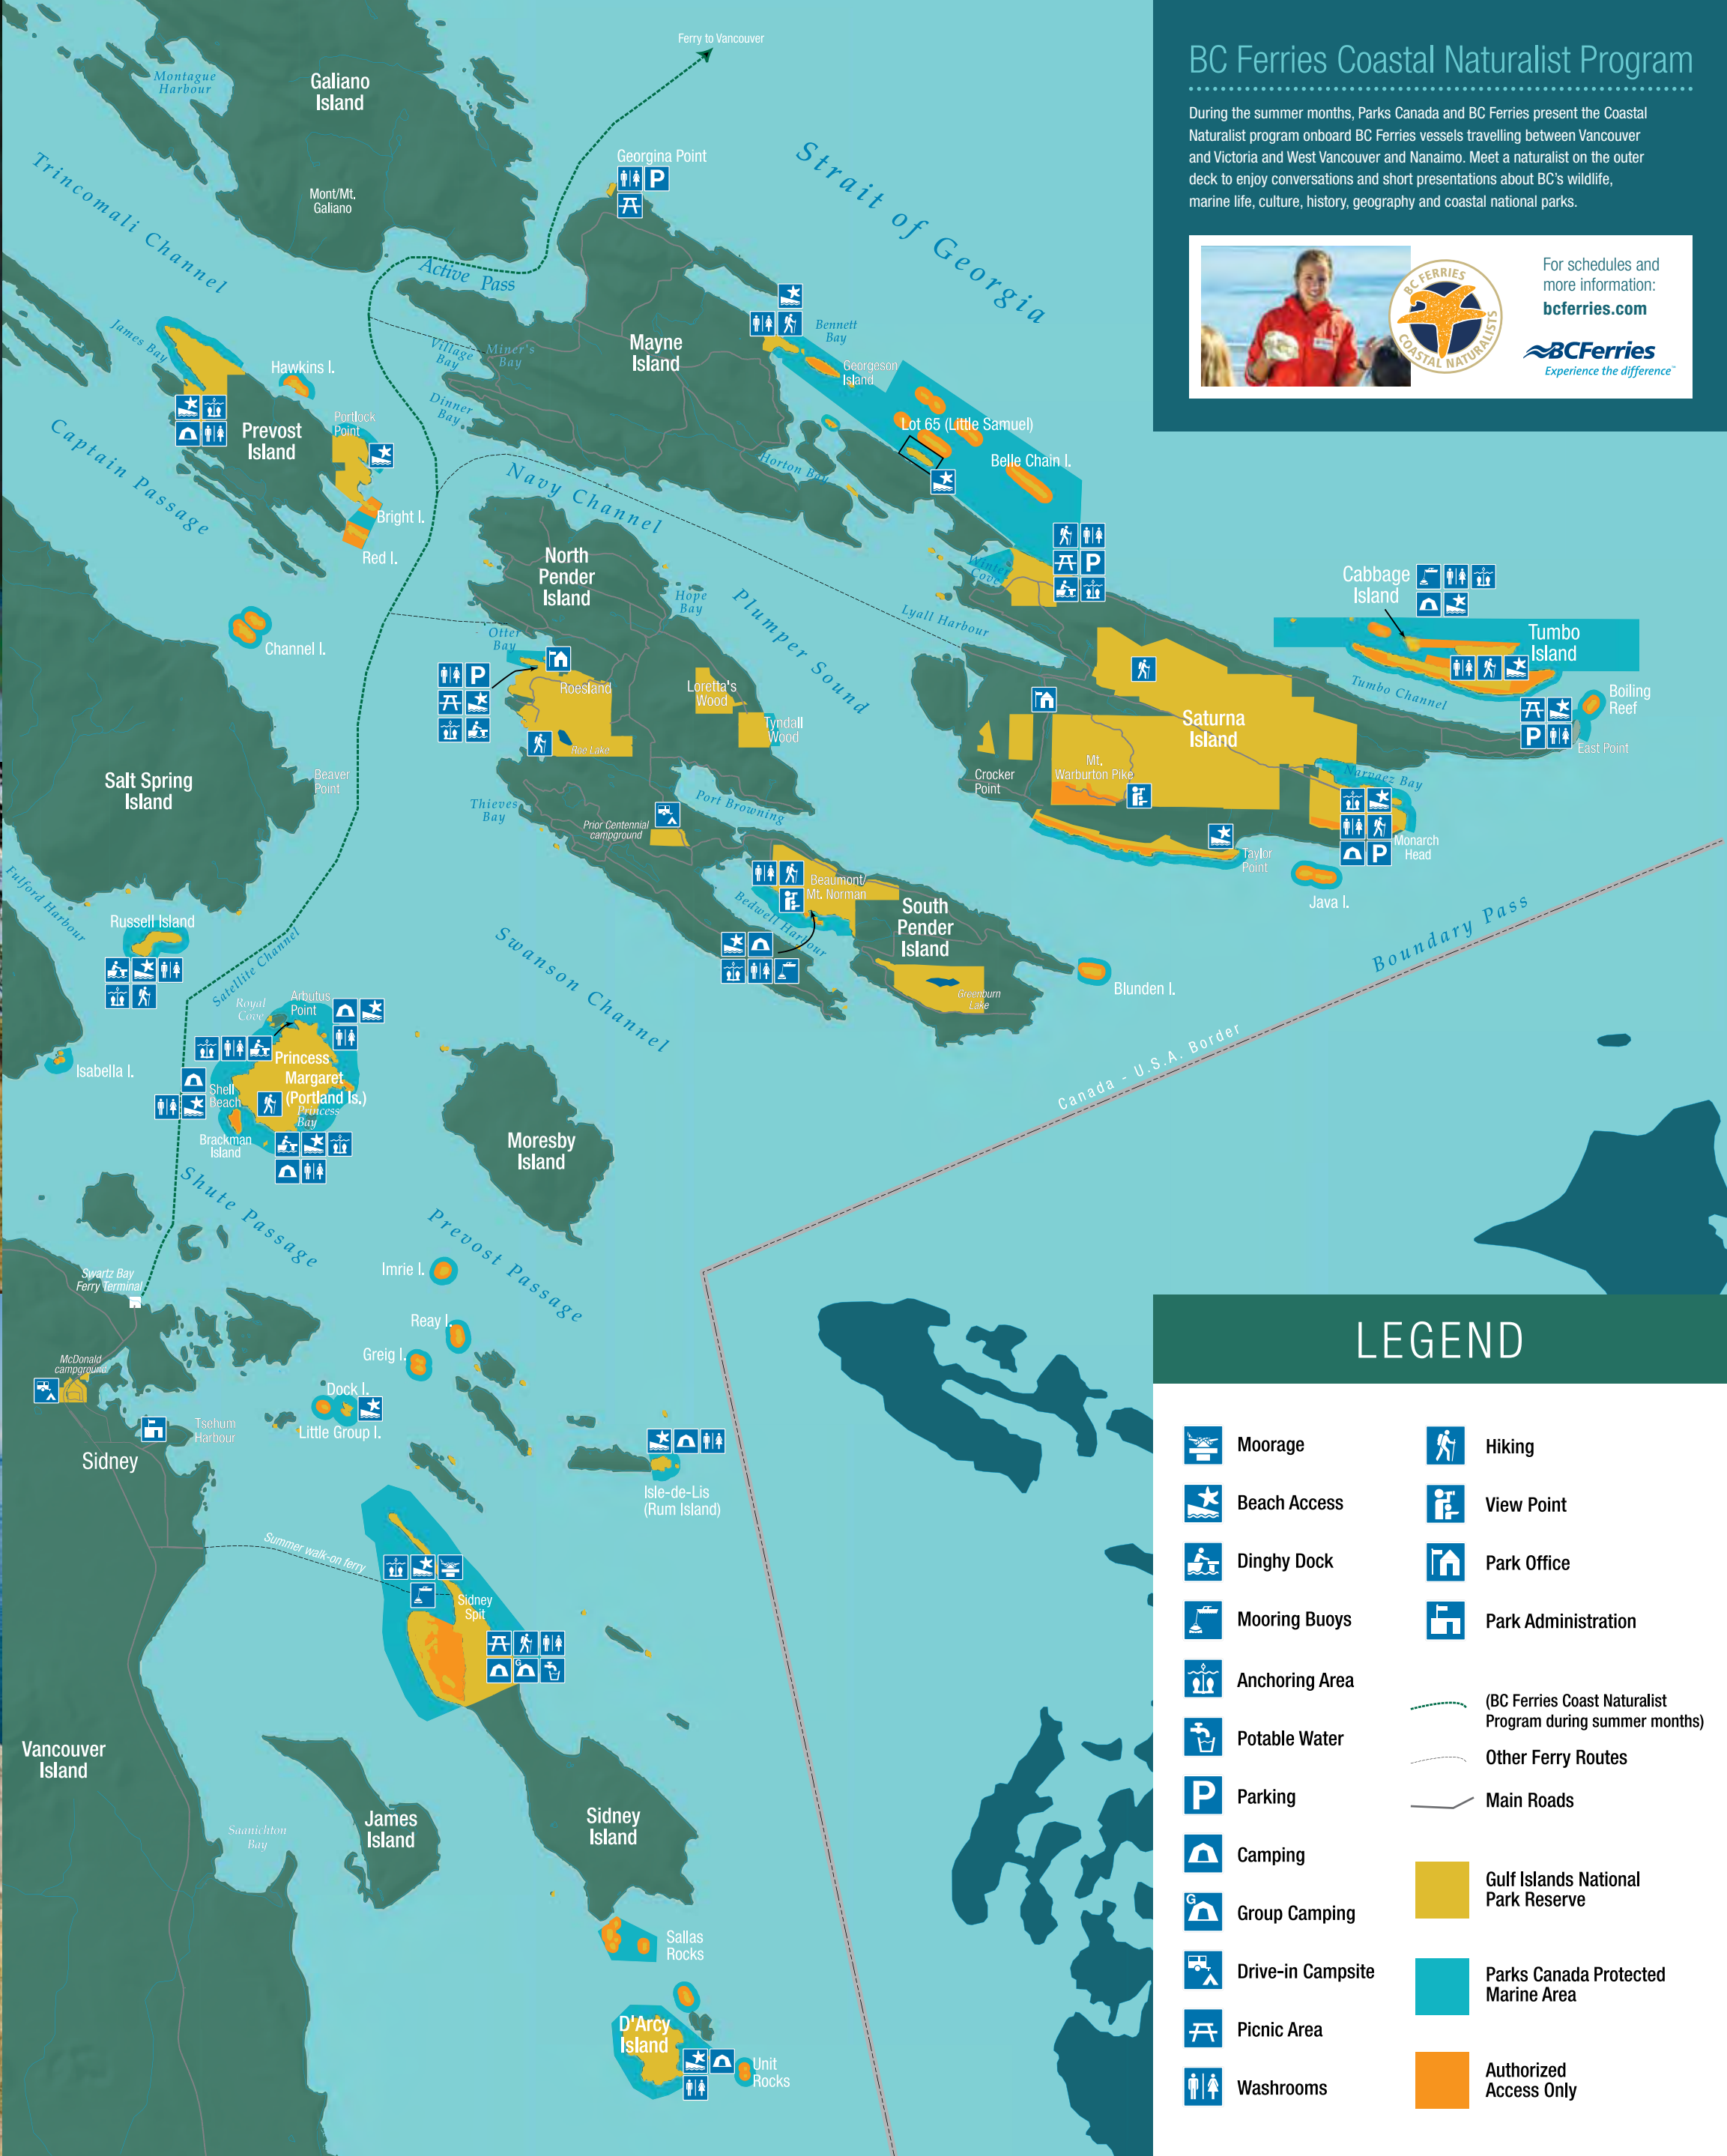 Ferry to Vancouver
Montague
Harbour
Galiano
Island
Mont/Mt.
Galiano
Trincomali Channel
Georgina Point
P
Strait of Georgia
Active Pass
James Bay
Hawkins I.
Village
Bay
Miner's
Bay
Mayne
Island
Bennett
Bay
Georgeson
Island
Dinner
Bay
Portlock
Point
Prevost
Island
Captain Passage
Lot 65 (Little Samuel)
Belle Chain I.
Horton Bay
Navy Channel
Bright I.
Red I.
North
Pender
Island
Winter
Cove
P
Hope
Bay
Plumper Sound
Lyall Harbour
Cabbage
Island
Tumbo
Island
Tumbo Channel
Channel I.
Otter
Bay
P
Roesland
Roe Lake
Loretta's
Wood
Tyndall
Wood
Saturna
Island
Boiling
Reef
P
East Point
Salt Spring
Island
Beaver
Point
Crocker
Point
Mt.
Warburton Pike
Narvaez Bay
Thieves
Bay
Port Browning
Prior Centennial
campground
Taylor
Point
P
Monarch
Head
Java I.
Fulford Harbour
Russell Island
Beaumont/
Mt. Norman
Bedwell Harbour
South
Pender
Island
Greenburn
Lake
Blunden I.
Boundary Pass
Swanson Channel
Satellite Channel
Royal
Cove
Arbutus
Point
Isabella I.
Princess
Margaret
(Portland Is.)
Princess
Bay
Shell
Beach
Brackman
Island
Canada - U.S.A. Border
Moresby
Island
Shute Passage
Prevost Passage
Imrie I.
Swartz Bay
Ferry Terminal
Reay I.
Greig I.
McDonald
campground
Dock I.
Little Group I.
Tsehum
Harbour
Sidney
Isle-de-Lis
(Rum Island)
Summer walk-on ferry
Sidney
Spit
G
Vancouver
Island
Saanichton
Bay
James
Island
Sidney
Island
Sallas
Rocks
D'Arcy
Island
Unit
Rocks
BC Ferries Coastal Naturalist Program
During the summer months, Parks Canada and BC Ferries present the Coastal
Naturalist program onboard BC Ferries vessels travelling between Vancouver
and Victoria and West Vancouver and Nanaimo. Meet a naturalist on the outer
deck to enjoy conversations and short presentations about BC's wildlife,
marine life, culture, history, geography and coastal national parks.
BC FERRIES
COASTAL NATURALISTS
For schedules and
more information:
bcferries.com
BCFerries
Experience the difference™
LEGEND
Moorage
Beach Access
Dinghy Dock
Mooring Buoys
Anchoring Area
Potable Water
P
Parking
Camping
G
Group Camping
Drive-in Campsite
Picnic Area
Washrooms
Hiking
View Point
Park Office
Park Administration
(BC Ferries Coast Naturalist
Program during summer months)
Other Ferry Routes
Main Roads
Gulf Islands National
Park Reserve
Parks Canada Protected
Marine Area
Authorized
Access Only